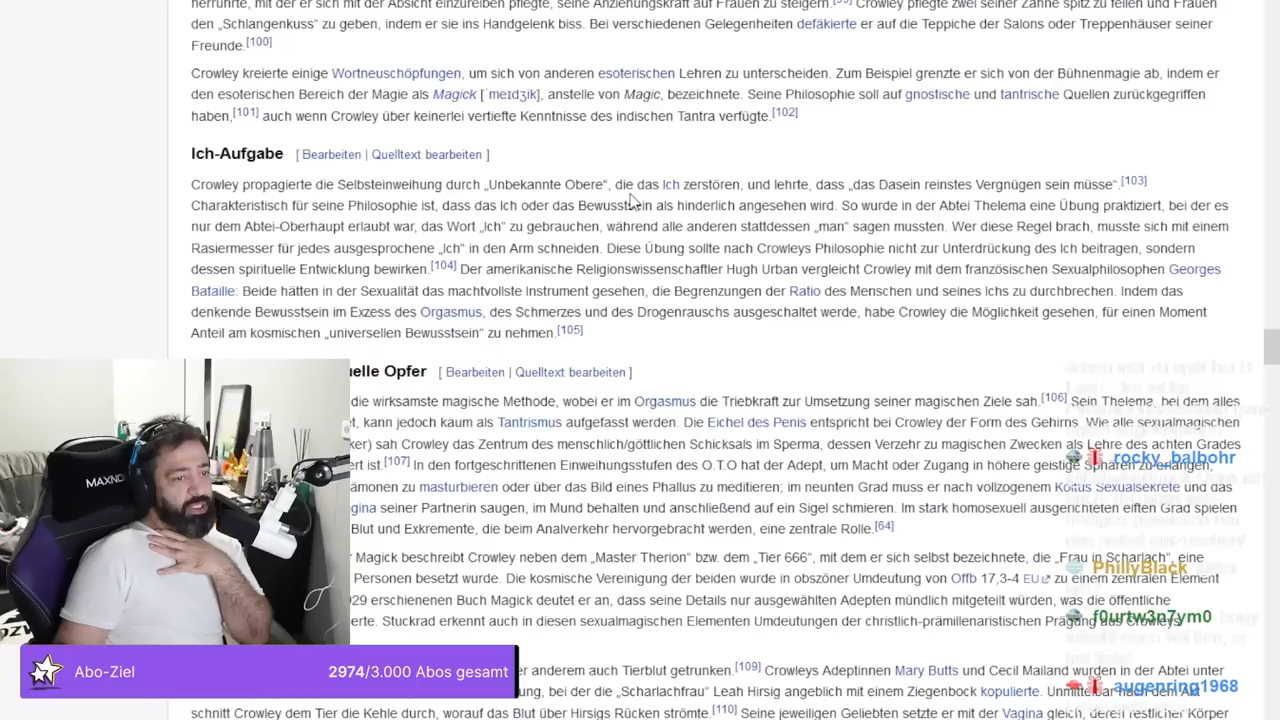 herrührte, mit der er sich mit der Absicht einzureiben pflegte, seine Anziehungskraft auf Frauen zu steigern.[99] Crowley pflegte zwei seiner Zähne spitz zu feilen und Frauen
den „Schlangenkuss“ zu geben, indem er sie ins Handgelenk biss. Bei verschiedenen Gelegenheiten defäkierte er auf die Teppiche der Salons oder Treppenhäuser seiner
Freunde.[100]
Crowley kreierte einige Wortneuschöpfungen, um sich von anderen esoterischen Lehren zu unterscheiden. Zum Beispiel grenzte er sich von der Bühnenmagie ab, indem er
den esoterischen Bereich der Magie als Magick [ˈmeɪdʒik], anstelle von Magic, bezeichnete. Seine Philosophie soll auf gnostische und tantrische Quellen zurückgegriffen
haben,[101] auch wenn Crowley über keinerlei vertiefte Kenntnisse des indischen Tantra verfügte.[102]
Ich-Aufgabe [ Bearbeiten | Quelltext bearbeiten ]
Crowley propagierte die Selbsteinweihung durch „Unbekannte Obere“, die das Ich zerstören, und lehrte, dass „das Dasein reinstes Vergnügen sein müsse“.[103]
Charakteristisch für seine Philosophie ist, dass das Ich oder das Bewusstsein als hinderlich angesehen wird. So wurde in der Abtei Thelema eine Übung praktiziert, bei der es
nur dem Abtei-Oberhaupt erlaubt war, das Wort „Ich“ zu gebrauchen, während alle anderen stattdessen „man“ sagen mussten. Wer diese Regel brach, musste sich mit einem
Rasiermesser für jedes ausgesprochene „Ich“ in den Arm schneiden. Diese Übung sollte nach Crowleys Philosophie nicht zur Unterdrückung des Ich beitragen, sondern
dessen spirituelle Entwicklung bewirken.[104] Der amerikanische Religionswissenschaftler Hugh Urban vergleicht Crowley mit dem französischen Sexualphilosophen Georges
Bataille: Beide hätten in der Sexualität das machtvollste Instrument gesehen, die Begrenzungen der Ratio des Menschen und seines Ichs zu durchbrechen. Indem das
denkende Bewusstsein im Exzess des Orgasmus, des Schmerzes und des Drogenrauschs ausgeschaltet werde, habe Crowley die Möglichkeit gesehen, für einen Moment
Anteil am kosmischen „universellen Bewusstsein“ zu nehmen.[105]
uelle Opfer [ Bearbeiten | Quelltext bearbeiten ]
die wirksamste magische Methode, wobei er im Orgasmus die Triebkraft zur Umsetzung seiner magischen Ziele sah.[106] Sein Thelema, bei dem alles
t, kann jedoch kaum als Tantrismus aufgefasst werden. Die Eichel des Penis entspricht bei Crowley der Form des Gehirns. Wie alle sexualmagischen
ker) sah Crowley das Zentrum des menschlich/göttlichen Schicksals im Sperma, dessen Verzehr zu magischen Zwecken als Lehre des achten Grades
ert ist.[107] In den fortgeschrittenen Einweihungsstufen des O.T.O hat der Adept, um Macht oder Zugang in höhere geistige Sphären zu erlangen,
ämonen zu masturbieren oder über das Bild eines Phallus zu meditieren; im neunten Grad muss er nach vollzogenem Koitus Sexualsekrete und das
gina seiner Partnerin saugen, im Mund behalten und anschließend auf ein Sigel schmieren. Im stark homosexuell ausgerichteten elften Grad spielen
Blut und Exkremente, die beim Analverkehr hervorgebracht werden, eine zentrale Rolle.[64]
r Magick beschreibt Crowley neben dem „Master Therion“ bzw. dem „Tier 666“, mit dem er sich selbst bezeichnete, die „Frau in Scharlach“, eine
Personen besetzt wurde. Die kosmische Vereinigung der beiden wurde in obszöner Umdeutung von Offb 17,3-4 EU zu einem zentralen Element
929 erschienenen Buch Magick deutet er an, dass seine Details nur ausgewählten Adepten mündlich mitgeteilt würden, was die öffentliche
erte. Stuckrad erkennt auch in diesen sexualmagischen Elementen Umdeutungen der christlich-prämillenaristischen Prägung aus Crowleys
er anderem auch Tierblut getrunken.[109] Crowleys Adeptinnen Mary Butts und Cecil Maitland wurden in der Abtei unter
ung, bei der die „Scharlachfrau“ Leah Hirsig angeblich mit einem Ziegenbock kopulierte. Unmittelbar nach dem Akt
schnitt Crowley dem Tier die Kehle durch, worauf das Blut über Hirsigs Rücken strömte.[110] Seine jeweiligen Geliebten setzte er mit der Vagina gleich, deren restlicher Körper
rocky_balbohr
PhillyBlack
f0urtw3n7ym0
augenring1968
MAXNO
Abo-Ziel 2974/3.000 Abos gesamt